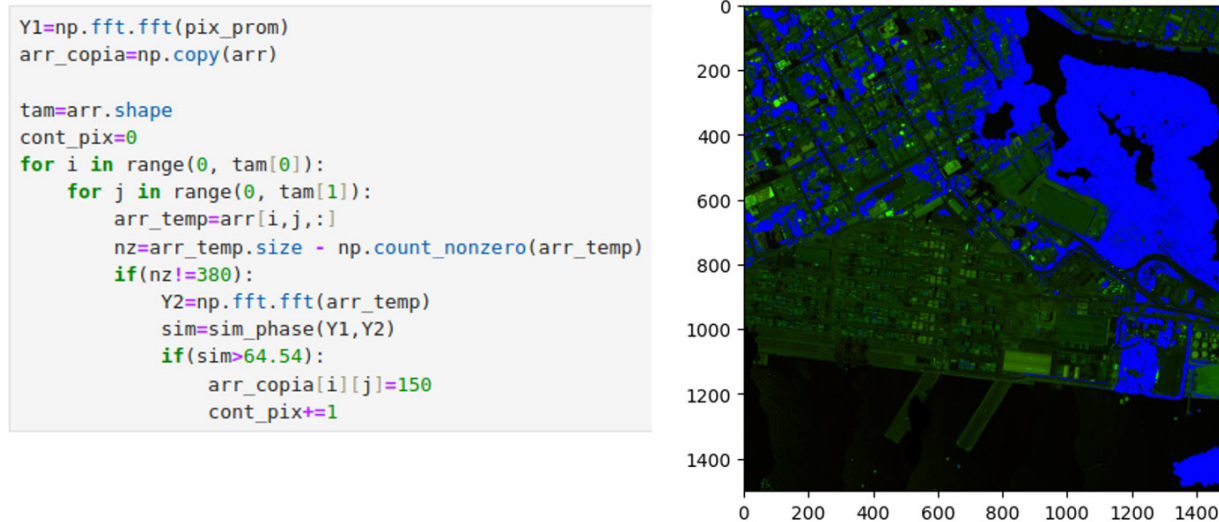 Y1=np.fft.fft(pix_prom)
arr_copia=np.copy(arr)
tam=arr.shape
cont_pix=0
for i in range(0, tam[0]):
    for j in range(0, tam[1]):
        arr_temp=arr[i,j,:]
        nz=arr_temp.size - np.count_nonzero(arr_temp)
        if(nz!=380):
            Y2=np.fft.fft(arr_temp)
            sim=sim_phase(Y1,Y2)
            if(sim>64.54):
                arr_copia[i][j]=150
                cont_pix+=1
0
200
400
600
800
1000
1200
1400
0 200 400 600 800 1000 1200 1400